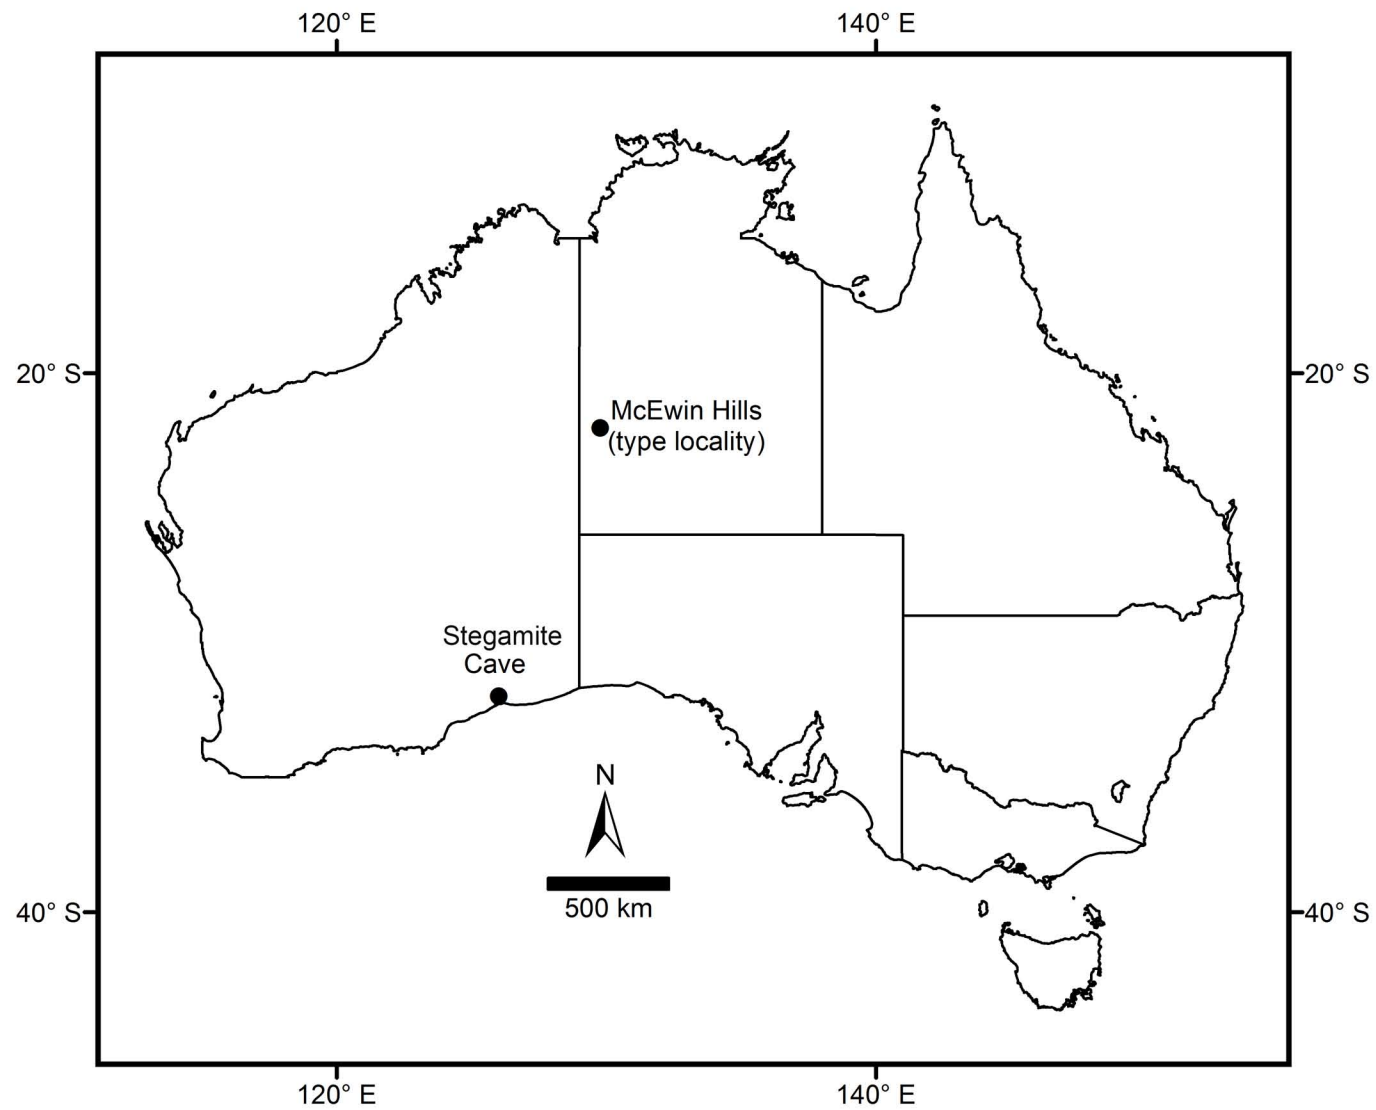 120° E
140° E
20° S
20° S
McEwin Hills
(type locality)
Stegamite
Cave
N
500 km
40° S
40° S
120° E
140° E